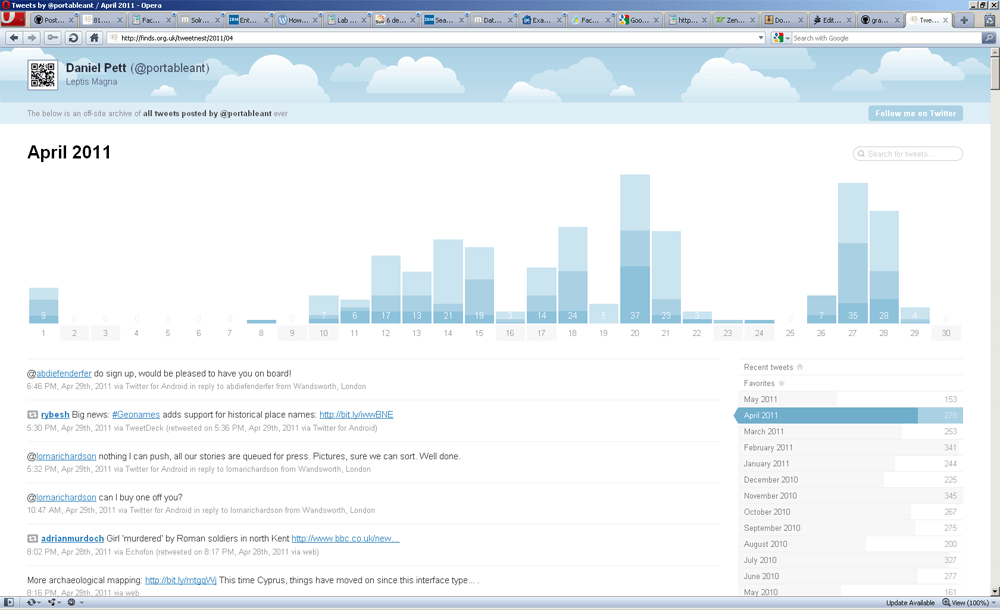 Tweets by @portableant / April 2011 - Opera
Post... 81... Fac... Solr... Ent... How... Lab ... 6 de... Sea... Dat... Exa... Fac... Goo... http... Zen... Do... Edit... gra... Twe...
http://finds.org.uk/tweetnest/2011/04
Search with Google
Daniel Pett (@portableant)
Leptis Magna
The below is an off-site archive of all tweets posted by @portableant ever
Follow me on Twitter
April 2011
Search for tweets...
9 0 0 0 0 0 0 0 7 6 17 13 21 19 3 14 24 5 37 23 3 0 7 35 28 4 0
1 2 3 4 5 6 7 8 9 10 11 12 13 14 15 16 17 18 19 20 21 22 23 24 25 26 27 28 29 30
@abdiefenderfer do sign up, would be pleased to have you on board!
6:46 PM, Apr 29th, 2011 via Twitter for Android in reply to abdiefenderfer from Wandsworth, London
rybesh Big news: #Geonames adds support for historical place names: http://bit.ly/iwwBNE
5:30 PM, Apr 29th, 2011 via TweetDeck (retweeted on 5:36 PM, Apr 29th, 2011 via Twitter for Android)
@lornarichardson nothing I can push, all our stories are queued for press. Pictures, sure we can sort. Well done.
5:32 PM, Apr 29th, 2011 via Twitter for Android in reply to lornarichardson from Wandsworth, London
@lornarichardson can I buy one off you?
10:47 AM, Apr 29th, 2011 via Twitter for Android in reply to lornarichardson from Wandsworth, London
adrianmurdoch Girl 'murdered' by Roman soldiers in north Kent http://www.bbc.co.uk/new...
8:02 PM, Apr 28th, 2011 via Echofon (retweeted on 8:17 PM, Apr 28th, 2011 via web)
More archaeological mapping: http://bit.ly/mtgqWj This time Cyprus, things have moved on since this interface type... .
8:16 PM, Apr 28th, 2011 via web
Recent tweets
Favorites
May 2011 153
April 2011 278
March 2011 253
February 2011 341
January 2011 244
December 2010 225
November 2010 345
October 2010 267
September 2010 275
August 2010 200
July 2010 327
June 2010 277
May 2010 161
Update Available
View (100%)